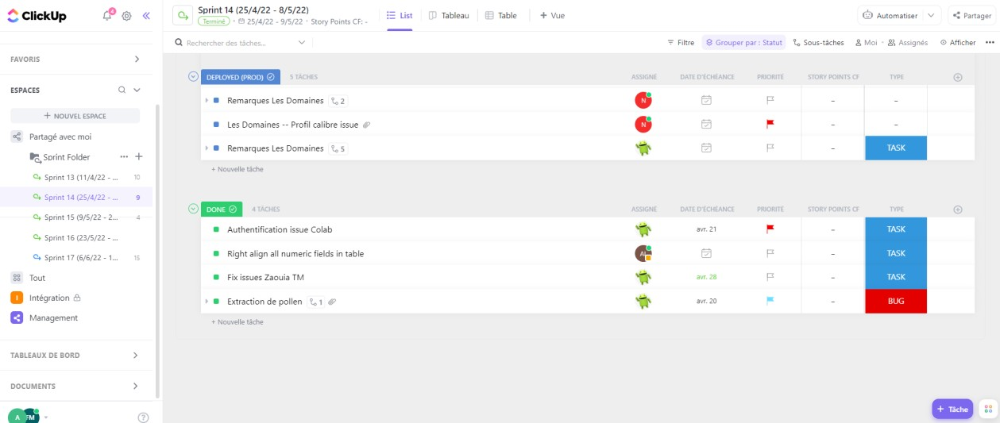 ClickUp
4
FAVORIS
ESPACES
+ NOUVEL ESPACE
Partagé avec moi
Sprint Folder
Sprint 13 (11/4/22 - ... 10
Sprint 14 (25/4/22 - ... 9
Sprint 15 (9/5/22 - 2... 4
Sprint 16 (23/5/22 - ...
Sprint 17 (6/6/22 - 1... 15
Tout
I Intégration
Management
TABLEAUX DE BORD
DOCUMENTS
A FM ?
Sprint 14 (25/4/22 - 8/5/22)
Terminé • 25/4/22 - 9/5/22 • Story Points CF: -
List Tableau Table + Vue
Automatiser Partager
Rechercher des tâches...
Filtre Grouper par : Statut Sous-tâches Moi • Assignés Afficher
DEPLOYED (PROD) 5 TÂCHES ASSIGNÉ DATE D'ÉCHÉANCE PRIORITÉ STORY POINTS CF TYPE
Remarques Les Domaines 2 N – –
Les Domaines -- Profil calibre issue N – –
Remarques Les Domaines 5 – TASK
+ Nouvelle tâche
DONE 4 TÂCHES ASSIGNÉ DATE D'ÉCHÉANCE PRIORITÉ STORY POINTS CF TYPE
Authentification issue Colab avr. 21 – TASK
Right align all numeric fields in table – TASK
Fix issues Zaouia TM avr. 28 – TASK
Extraction de pollen 1 avr. 20 – BUG
+ Nouvelle tâche
+ Tâche